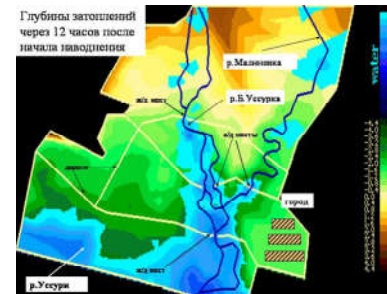 Глубины затоплений
через 12 часов после
начала наводнения
р.Малиновка
water
ж/д мост
р.Б.Уссурка
а/д мосты
дороги
город
а/д мост
р.Уссури